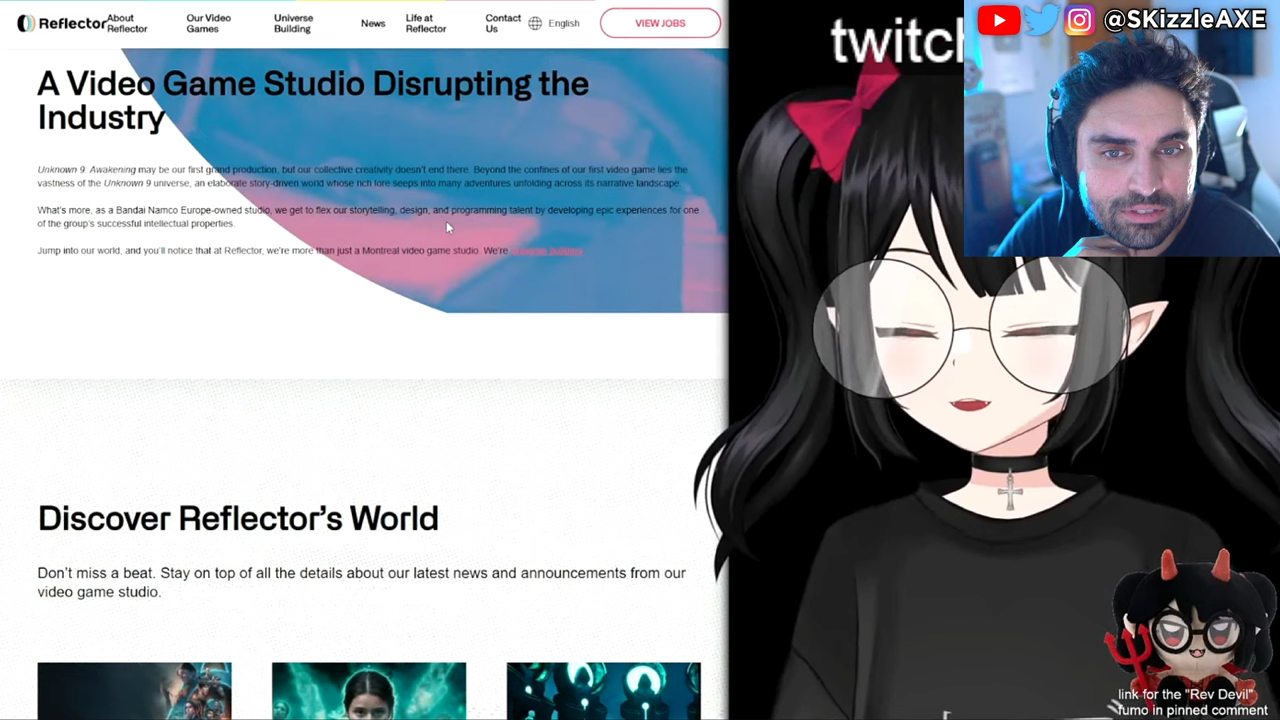 Reflector
About Reflector
Our Video Games
Universe Building
News
Life at Reflector
Contact Us
English
VIEW JOBS
A Video Game Studio Disrupting the
Industry
Unknown 9: Awakening may be our first grand production, but our collective creativity doesn't end there. Beyond the confines of our first video game lies the
vastness of the Unknown 9 universe, an elaborate story-driven world whose rich lore seeps into many adventures unfolding across its narrative landscape.
What's more, as a Bandai Namco Europe-owned studio, we get to flex our storytelling, design, and programming talent by developing epic experiences for one
of the group's successful intellectual properties.
Jump into our world, and you'll notice that at Reflector, we're more than just a Montreal video game studio. We're
Discover Reflector's World
Don't miss a beat. Stay on top of all the details about our latest news and announcements from our
video game studio.
twitch
@SKizzleAXE
link for the "Rev Devil"
fumo in pinned comment